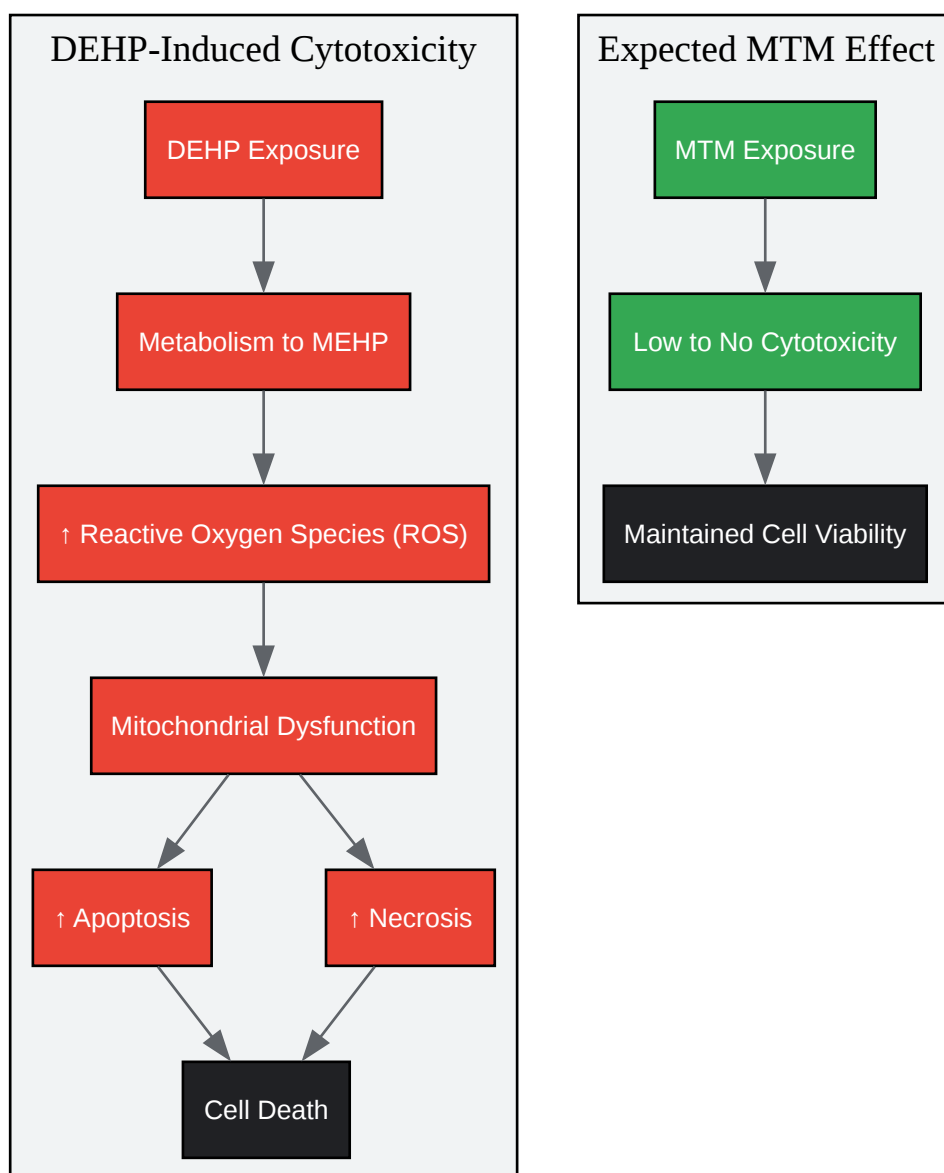 DEHP-Induced Cytotoxicity
DEHP Exposure
Metabolism to MEHP
↑ Reactive Oxygen Species (ROS)
Mitochondrial Dysfunction
↑ Apoptosis
↑ Necrosis
Cell Death
Expected MTM Effect
MTM Exposure
Low to No Cytotoxicity
Maintained Cell Viability